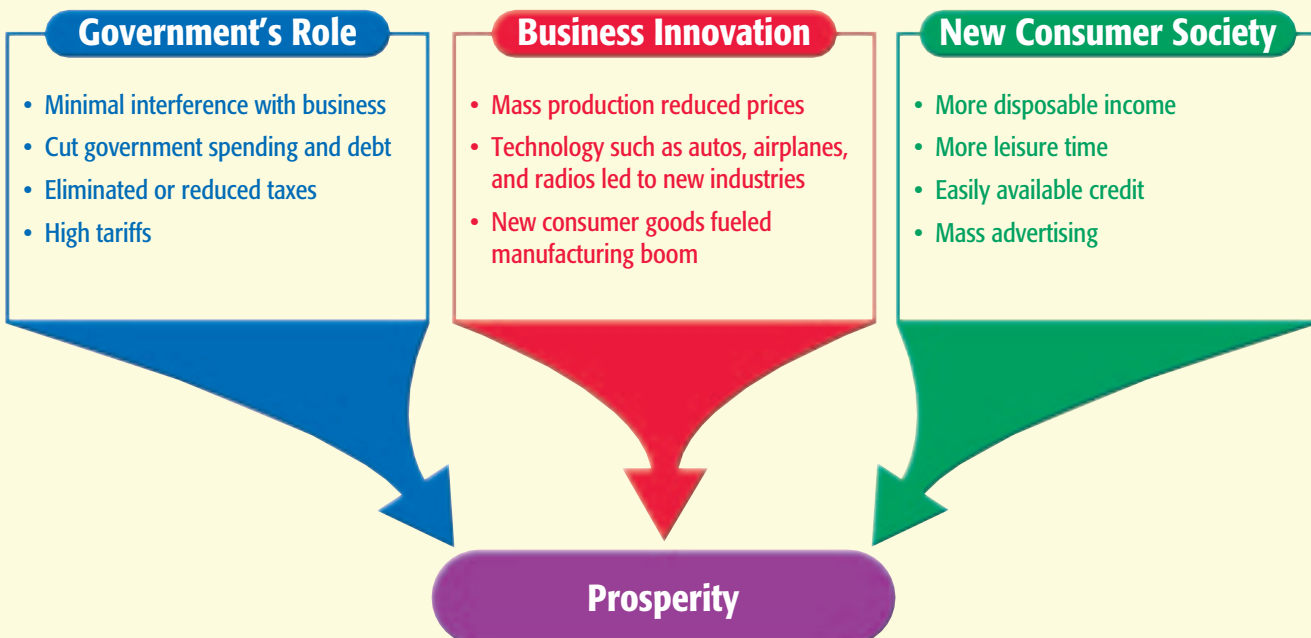 Government's Role
• Minimal interference with business
• Cut government spending and debt
• Eliminated or reduced taxes
• High tariffs
Business Innovation
• Mass production reduced prices
• Technology such as autos, airplanes,
and radios led to new industries
• New consumer goods fueled
manufacturing boom
New Consumer Society
• More disposable income
• More leisure time
• Easily available credit
• Mass advertising
Prosperity